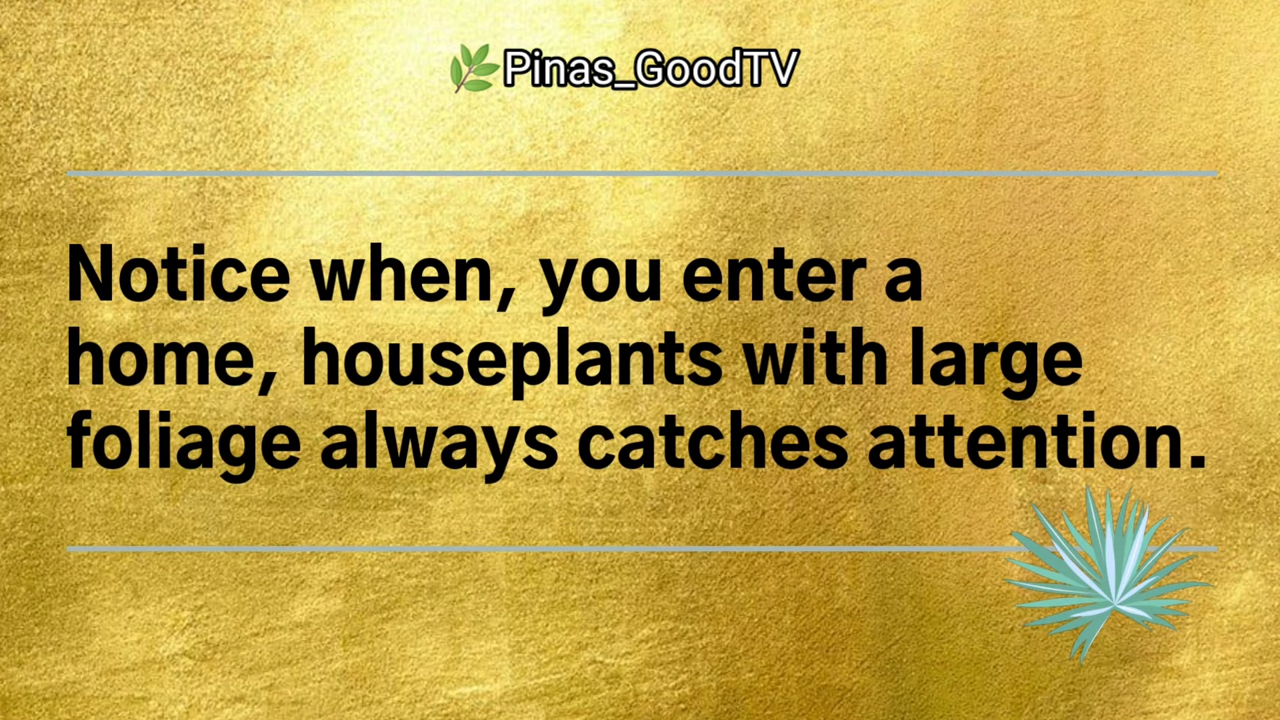 🌿Pinas_GoodTV
Notice when, you enter a
home, houseplants with large
foliage always catches attention.